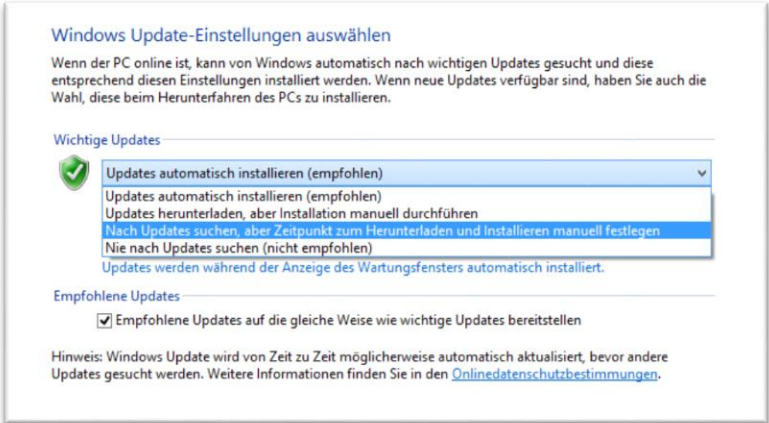 Windows Update-Einstellungen auswählen
Wenn der PC online ist, kann von Windows automatisch nach wichtigen Updates gesucht und diese
entsprechend diesen Einstellungen installiert werden. Wenn neue Updates verfügbar sind, haben Sie auch die
Wahl, diese beim Herunterfahren des PCs zu installieren.
Wichtige Updates
Updates automatisch installieren (empfohlen)
Updates automatisch installieren (empfohlen)
Updates herunterladen, aber Installation manuell durchführen
Nach Updates suchen, aber Zeitpunkt zum Herunterladen und Installieren manuell festlegen
Nie nach Updates suchen (nicht empfohlen)
Updates werden während der Anzeige des Wartungsfensters automatisch installiert.
Empfohlene Updates
Empfohlene Updates auf die gleiche Weise wie wichtige Updates bereitstellen
Hinweis: Windows Update wird von Zeit zu Zeit möglicherweise automatisch aktualisiert, bevor andere
Updates gesucht werden. Weitere Informationen finden Sie in den Onlinedatenschutzbestimmungen.